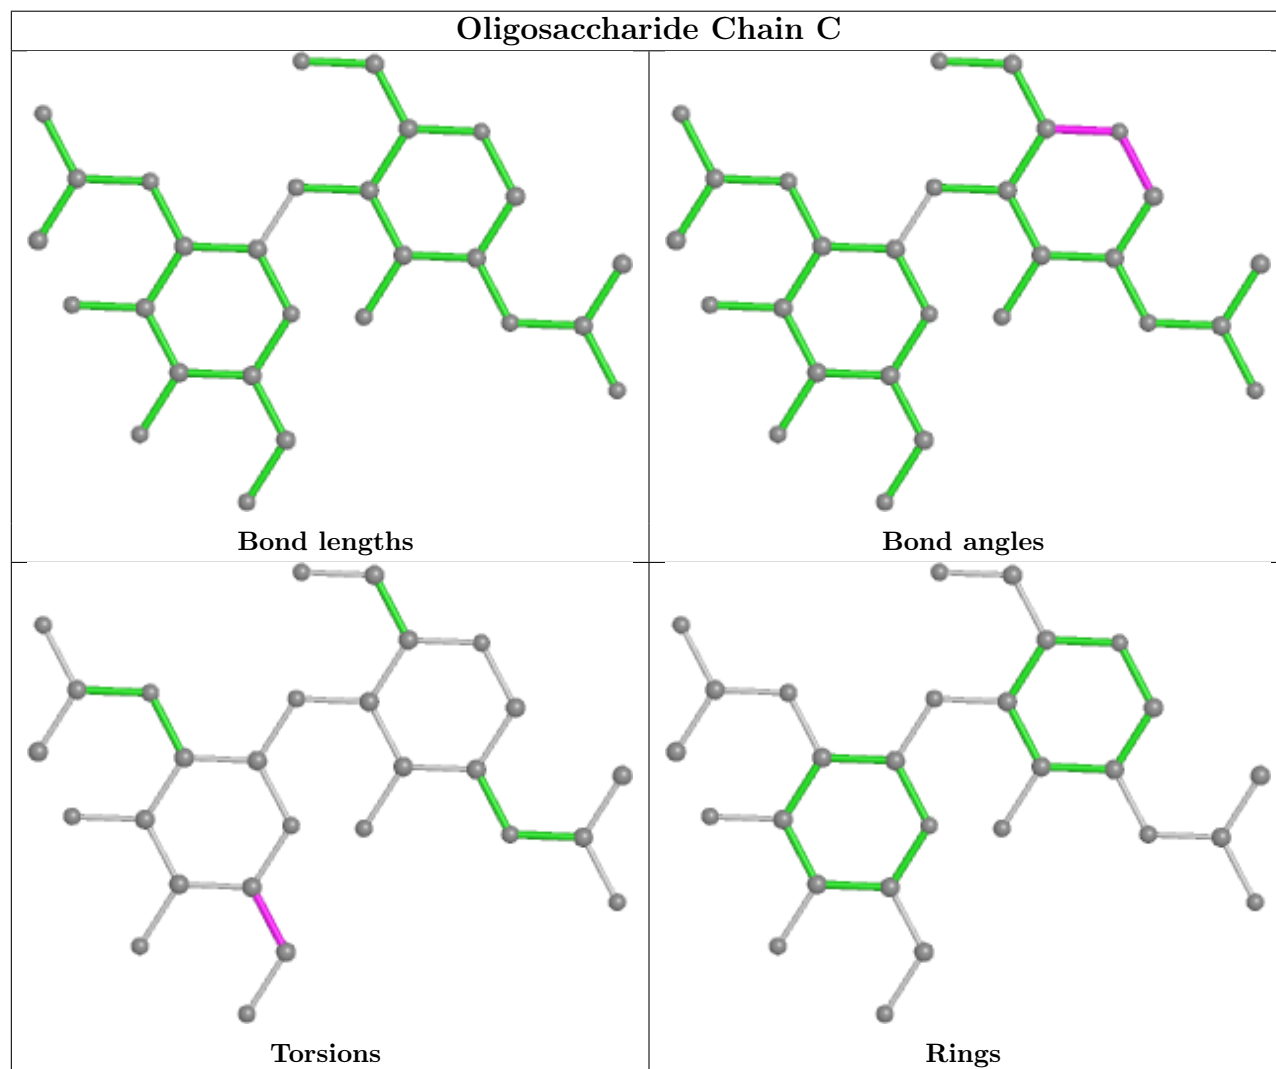 Oligosaccharide Chain C
Bond lengths
Bond angles
Torsions
Rings